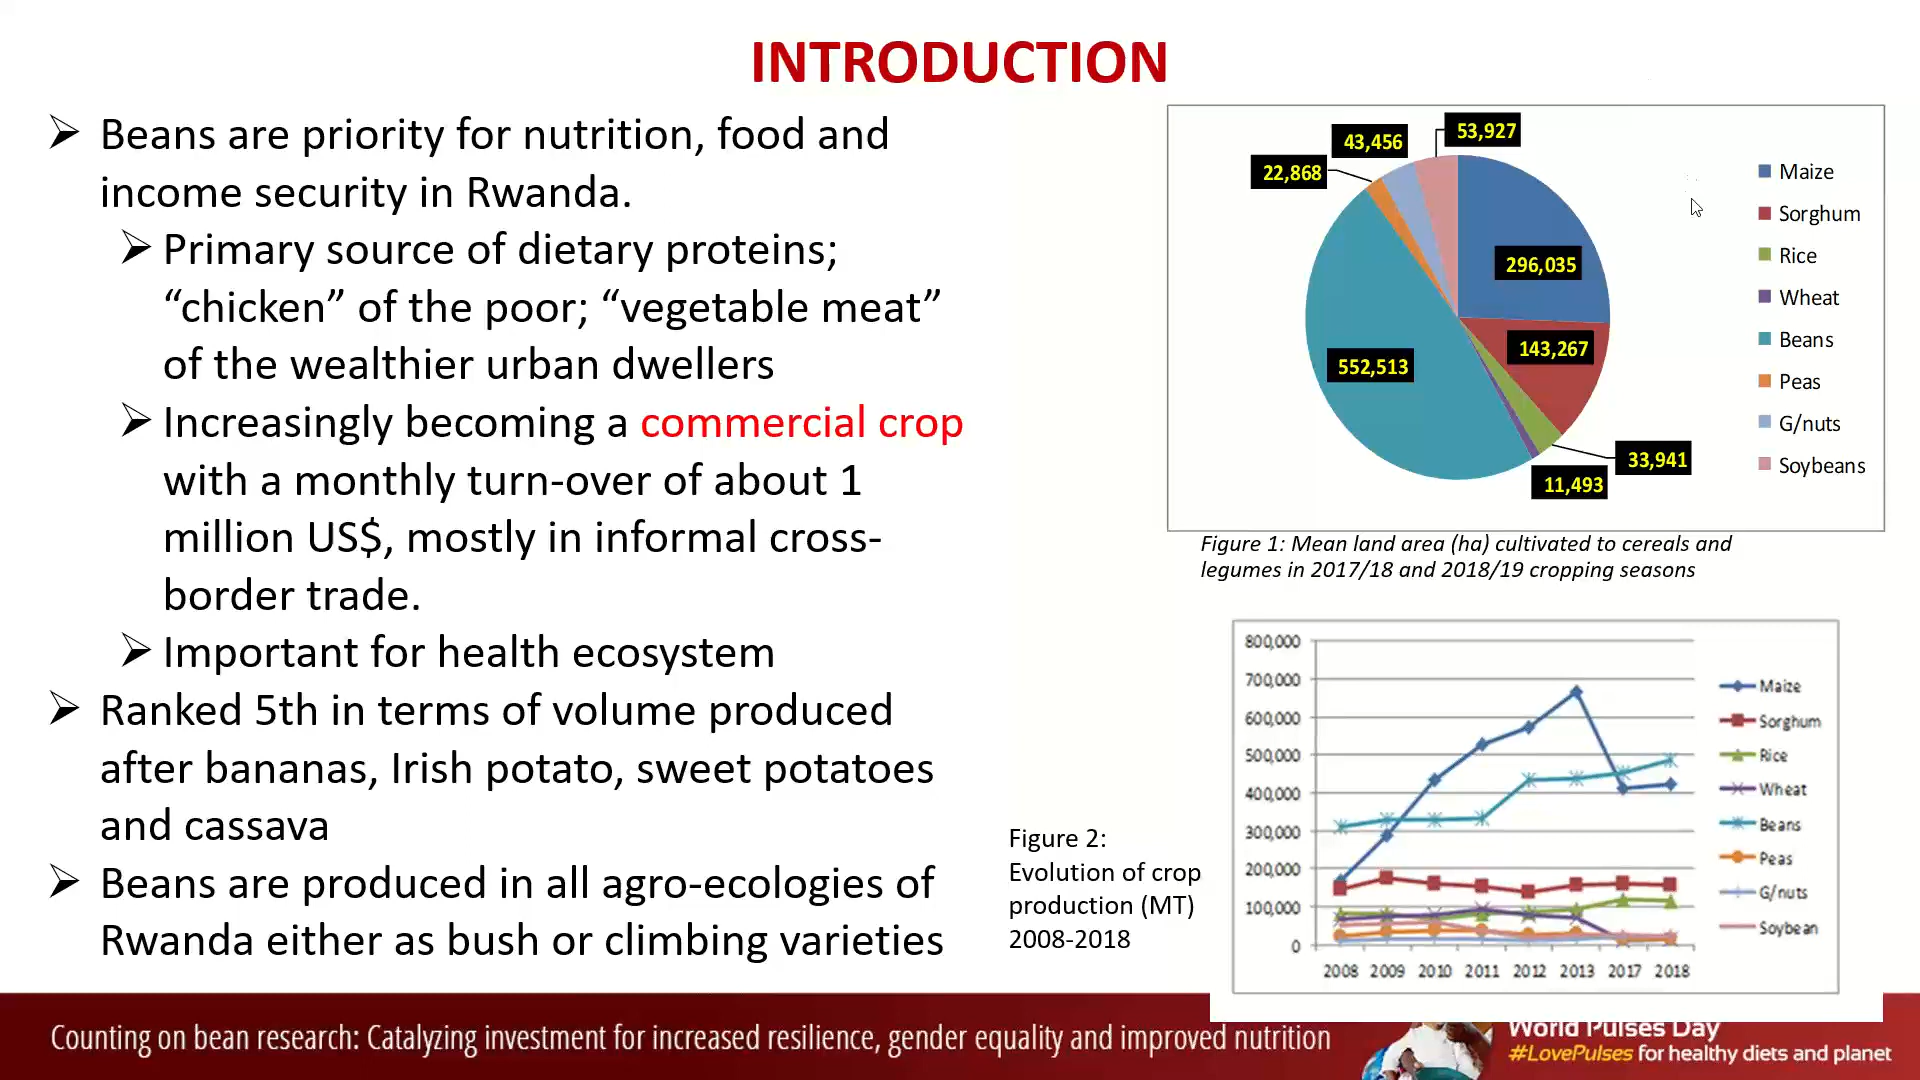 INTRODUCTION
Beans are priority for nutrition, food and
income security in Rwanda.
Primary source of dietary proteins;
“chicken” of the poor; “vegetable meat”
of the wealthier urban dwellers
Increasingly becoming a commercial crop
with a monthly turn-over of about 1
million US$, mostly in informal cross-
border trade.
Important for health ecosystem
Ranked 5th in terms of volume produced
after bananas, Irish potato, sweet potatoes
and cassava
Beans are produced in all agro-ecologies of
Rwanda either as bush or climbing varieties
53,927
43,456
22,868
296,035
143,267
552,513
33,941
11,493
Maize
Sorghum
Rice
Wheat
Beans
Peas
G/nuts
Soybeans
Figure 1: Mean land area (ha) cultivated to cereals and
legumes in 2017/18 and 2018/19 cropping seasons
Figure 2:
Evolution of crop
production (MT)
2008-2018
800,000
700,000
600,000
500,000
400,000
300,000
200,000
100,000
0
2008 2009 2010 2011 2012 2013 2017 2018
Maize
Sorghum
Rice
Wheat
Beans
Peas
G/nuts
Soybean
Counting on bean research: Catalyzing investment for increased resilience, gender equality and improved nutrition
World Pulses Day
#LovePulses for healthy diets and planet